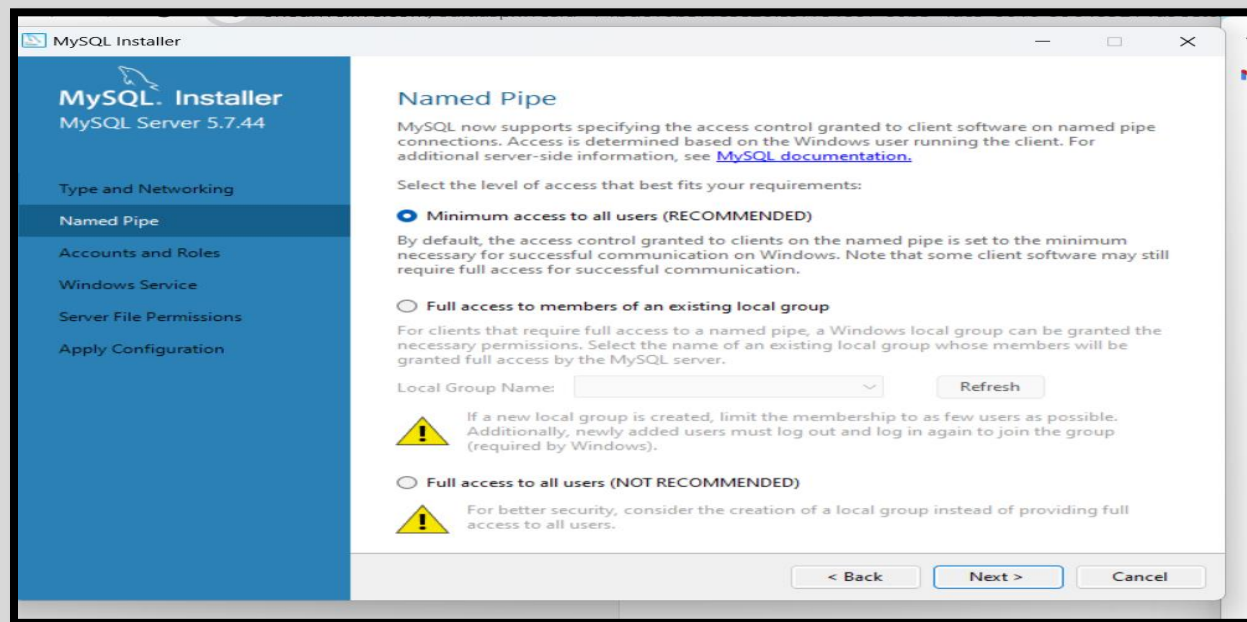 MySQL Installer
MySQL. Installer
MySQL Server 5.7.44
Type and Networking
Named Pipe
Accounts and Roles
Windows Service
Server File Permissions
Apply Configuration
Named Pipe
MySQL now supports specifying the access control granted to client software on named pipe
connections. Access is determined based on the Windows user running the client. For
additional server-side information, see MySQL documentation.
Select the level of access that best fits your requirements:
Minimum access to all users (RECOMMENDED)
By default, the access control granted to clients on the named pipe is set to the minimum
necessary for successful communication on Windows. Note that some client software may still
require full access for successful communication.
Full access to members of an existing local group
For clients that require full access to a named pipe, a Windows local group can be granted the
necessary permissions. Select the name of an existing local group whose members will be
granted full access by the MySQL server.
Local Group Name:
Refresh
If a new local group is created, limit the membership to as few users as possible.
Additionally, newly added users must log out and log in again to join the group
(required by Windows).
Full access to all users (NOT RECOMMENDED)
For better security, consider the creation of a local group instead of providing full
access to all users.
< Back
Next >
Cancel